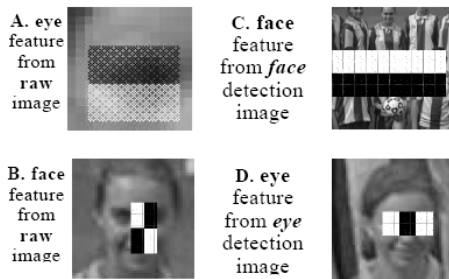 A. eye
feature
from
raw
image
C. face
feature
from face
detection
image
B. face
feature
from
raw
image
D. eye
feature
from eye
detection
image